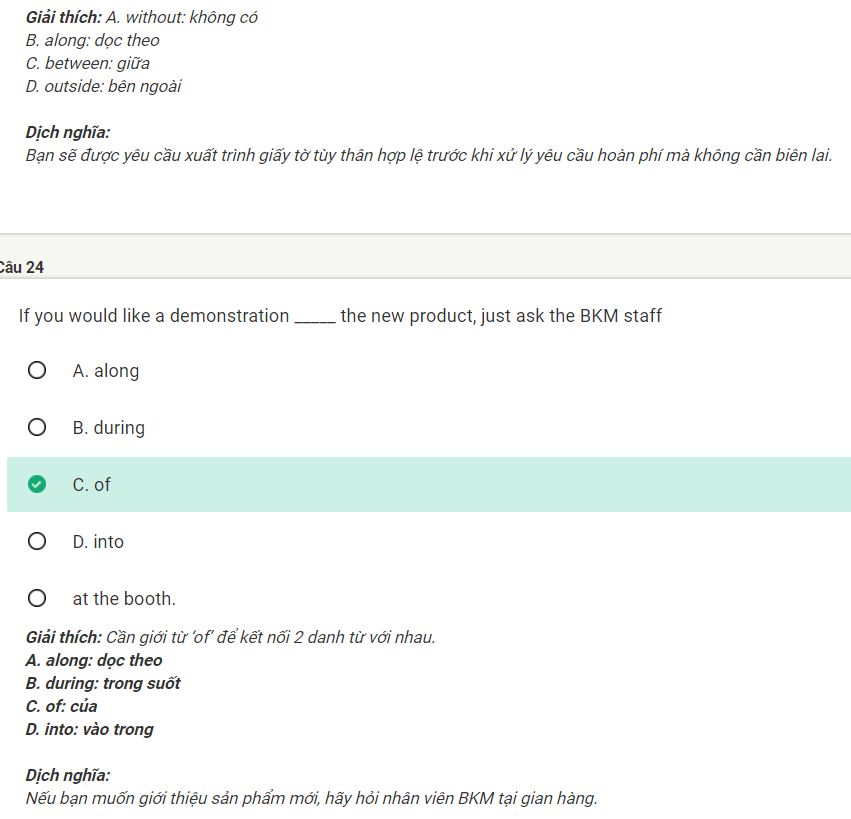 Giải thích: A. without: không có
B. along: dọc theo
C. between: giữa
D. outside: bên ngoài
Dịch nghĩa:
Bạn sẽ được yêu cầu xuất trình giấy tờ tùy thân hợp lệ trước khi xử lý yêu cầu hoàn phí mà không cần biên lai.
Câu 24
If you would like a demonstration _____ the new product, just ask the BKM staff
A. along
B. during
C. of
D. into
at the booth.
Giải thích: Cần giới từ ‘of’ để kết nối 2 danh từ với nhau.
A. along: dọc theo
B. during: trong suốt
C. of: của
D. into: vào trong
Dịch nghĩa:
Nếu bạn muốn giới thiệu sản phẩm mới, hãy hỏi nhân viên BKM tại gian hàng.